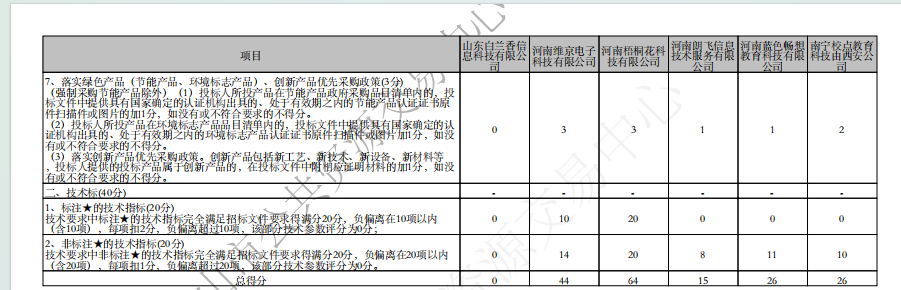 项目
山东白兰香信
息科技有限公
司
河南维京电子
科技有限公司
河南梧桐花科
技有限公司
河南朗飞信息
技术服务有限
公司
河南蓝色畅想
教育科技有限
公司
南宁校点教育
科技由西安公
司
7、落实绿色产品（节能产品、环境标志产品）、创新产品优先采购政策(3分)
（强制采购节能产品除外）（1）投标人所投产品在节能产品政府采购品目清单内的，投
标文件中提供具有国家确定的认证机构出具的、处于有效期之内的节能产品认证证书原
件扫描件或图片的加1分，如没有或不符合要求的不得分。
（2）投标人所投产品在环境标志产品品目清单内的，投标文件中提供具有国家确定的认
证机构出具的、处于有效期之内的环境标志产品认证证书原件扫描件或图片加1分，如没
有或不符合要求的不得分。
（3）落实创新产品优先采购政策。创新产品包括新工艺、新技术、新设备、新材料等
，投标人提供的投标产品属于创新产品的，在投标文件中附相应证明材料的加1分，如没
有或不符合要求的不得分。
0 3 3 1 1 2
二、技术标(40分)
- - - - - -
1、标注★的技术指标(20分)
技术要求中标注★的技术指标完全满足招标文件要求得满分20分，负偏离在10项以内
（含10项），每项扣2分，负偏离超过10项，该部分技术参数评分为0分；
0 10 20 0 0 0
2、非标注★的技术指标(20分)
技术要求中非标注★的技术指标完全满足招标文件要求得满分20分，负偏离在20项以内
（含20项），每项扣1分，负偏离超过20项，该部分技术参数评分为0分。
0 14 20 8 11 10
总得分 0 44 64 15 26 26
山市公共资源交易中心
资源交易中心